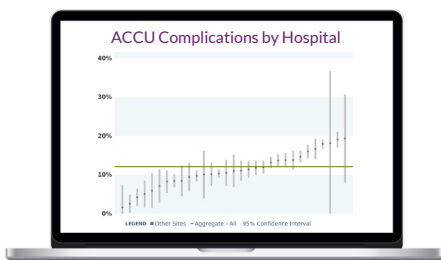 ACCU Complications by Hospital
40%
30%
20%
10%
0%
LEGEND Other Sites Aggregate - All 95% Confidence Interval